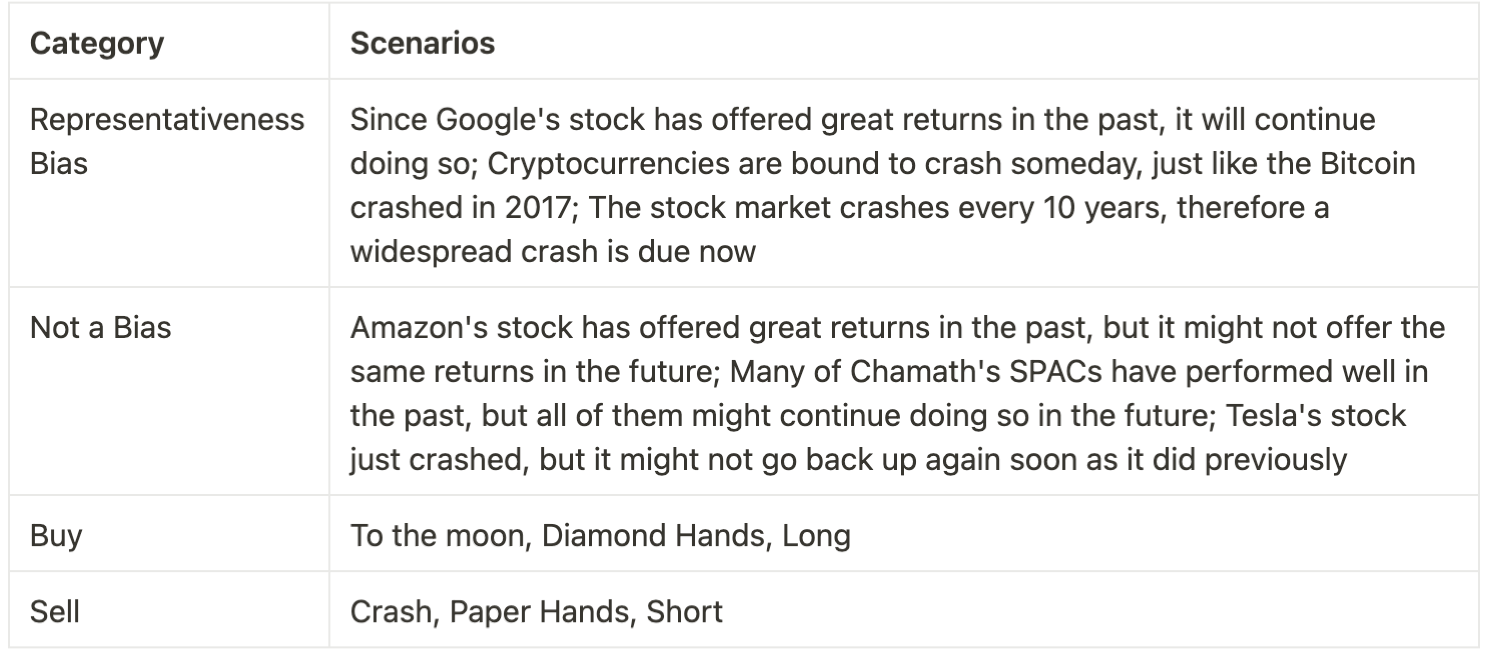 Category
Scenarios
Representativeness
Bias
Since Google's stock has offered great returns in the past, it will continue
doing so; Cryptocurrencies are bound to crash someday, just like the Bitcoin
crashed in 2017; The stock market crashes every 10 years, therefore a
widespread crash is due now
Not a Bias
Amazon's stock has offered great returns in the past, but it might not offer the
same returns in the future; Many of Chamath's SPACs have performed well in
the past, but all of them might continue doing so in the future; Tesla's stock
just crashed, but it might not go back up again soon as it did previously
Buy
To the moon, Diamond Hands, Long
Sell
Crash, Paper Hands, Short